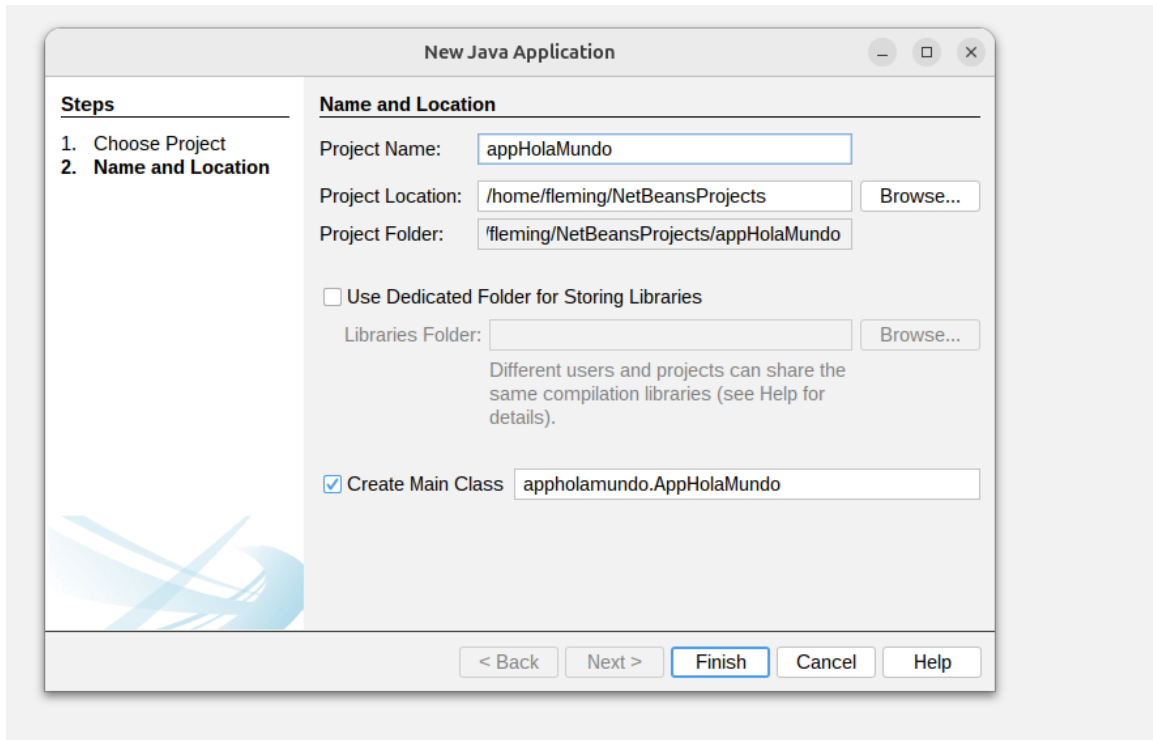 New Java Application
Steps
1. Choose Project
2. Name and Location
Name and Location
Project Name: appHolaMundo
Project Location: /home/fleming/NetBeansProjects Browse...
Project Folder: /fleming/NetBeansProjects/appHolaMundo
Use Dedicated Folder for Storing Libraries
Libraries Folder: Browse...
Different users and projects can share the
same compilation libraries (see Help for
details).
Create Main Class appholamundo.AppHolaMundo
< Back Next > Finish Cancel Help